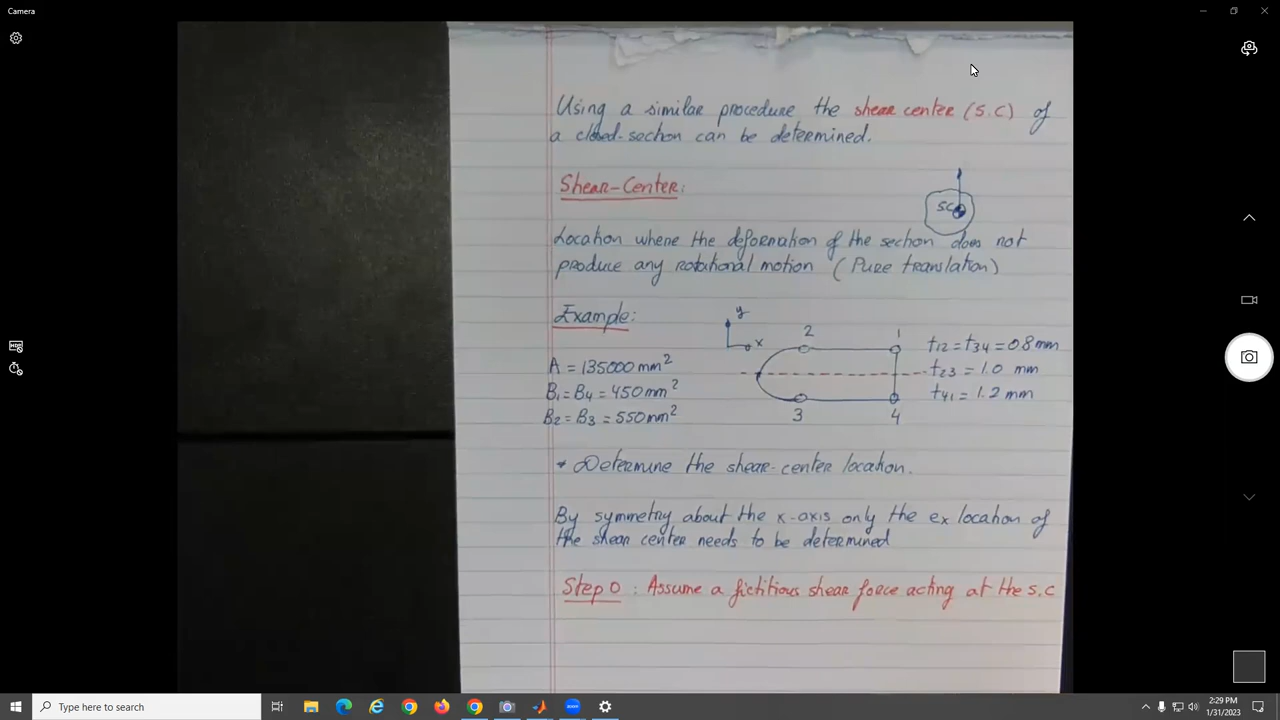 Camera
Using a similar procedure the shear center (S.C) of
a closed-section can be determined.
Shear-Center:
SC
Location where the deformation of the section does not
produce any rotational motion (Pure translation)
Example:
y
x
2
1
t12 = t34 = 0.8 mm
A = 135000 mm²
t23 = 1.0 mm
B1 = B4 = 450 mm²
t41 = 1.2 mm
B2 = B3 = 550 mm²
3
4
* Determine the shear-center location.
By symmetry about the x-axis only the ex location of
the shear center needs to be determined
Step 0 : Assume a fictitious shear force acting at the S.C
Type here to search
2:29 PM
1/31/2023